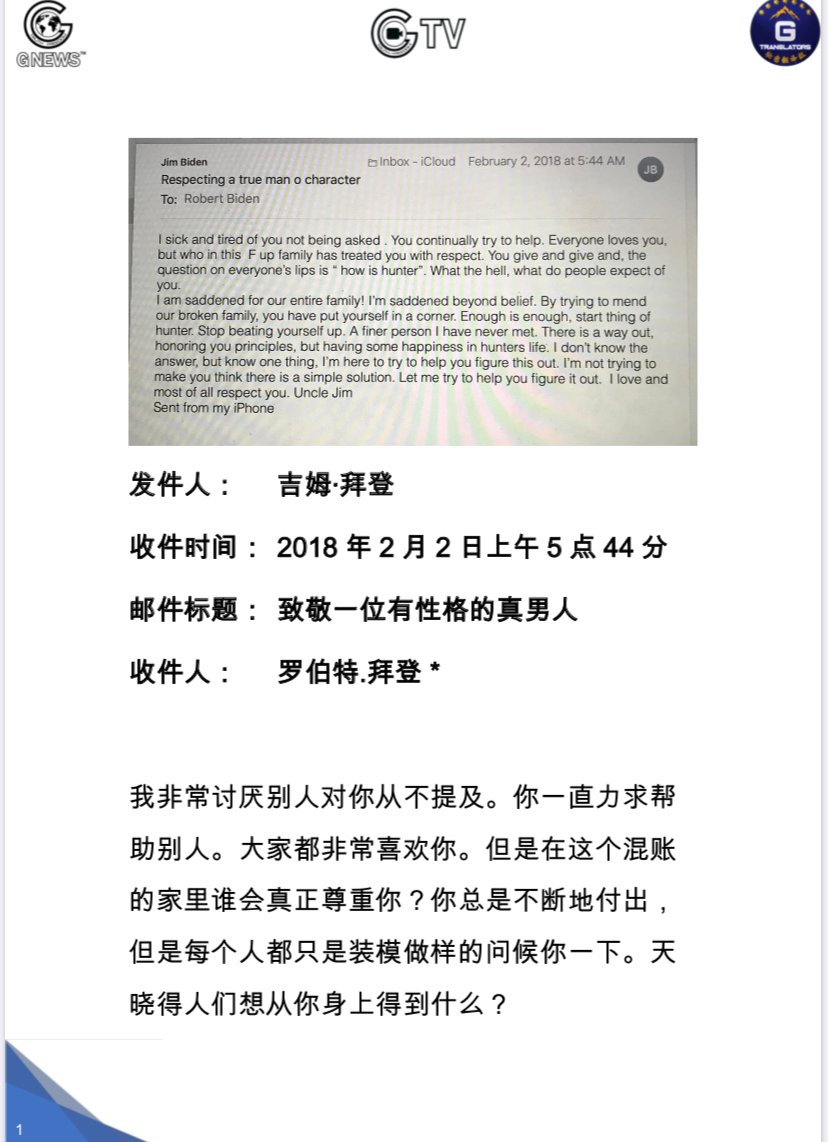 GNEWS™
GTV
G
TRANSLATORS
Jim Biden
Inbox - iCloud February 2, 2018 at 5:44 AM
JB
Respecting a true man o character
To: Robert Biden
I sick and tired of you not being asked . You continually try to help. Everyone loves you,
but who in this F up family has treated you with respect. You give and give and, the
question on everyone's lips is “ how is hunter”. What the hell, what do people expect of
you.
I am saddened for our entire family! I'm saddened beyond belief. By trying to mend
our broken family, you have put yourself in a corner. Enough is enough, start thing of
hunter. Stop beating yourself up. A finer person I have never met. There is a way out,
honoring you principles, but having some happiness in hunters life. I don't know the
answer, but know one thing, I'm here to try to help you figure this out. I'm not trying to
make you think there is a simple solution. Let me try to help you figure it out. I love and
most of all respect you. Uncle Jim
Sent from my iPhone
发件人： 吉姆·拜登
收件时间： 2018 年 2 月 2 日上午 5 点 44 分
邮件标题： 致敬一位有性格的真男人
收件人： 罗伯特.拜登 *
我非常讨厌别人对你从不提及。你一直力求帮
助别人。大家都非常喜欢你。但是在这个混账
的家里谁会真正尊重你？你总是不断地付出，
但是每个人都只是装模做样的问候你一下。天
晓得人们想从你身上得到什么？
1